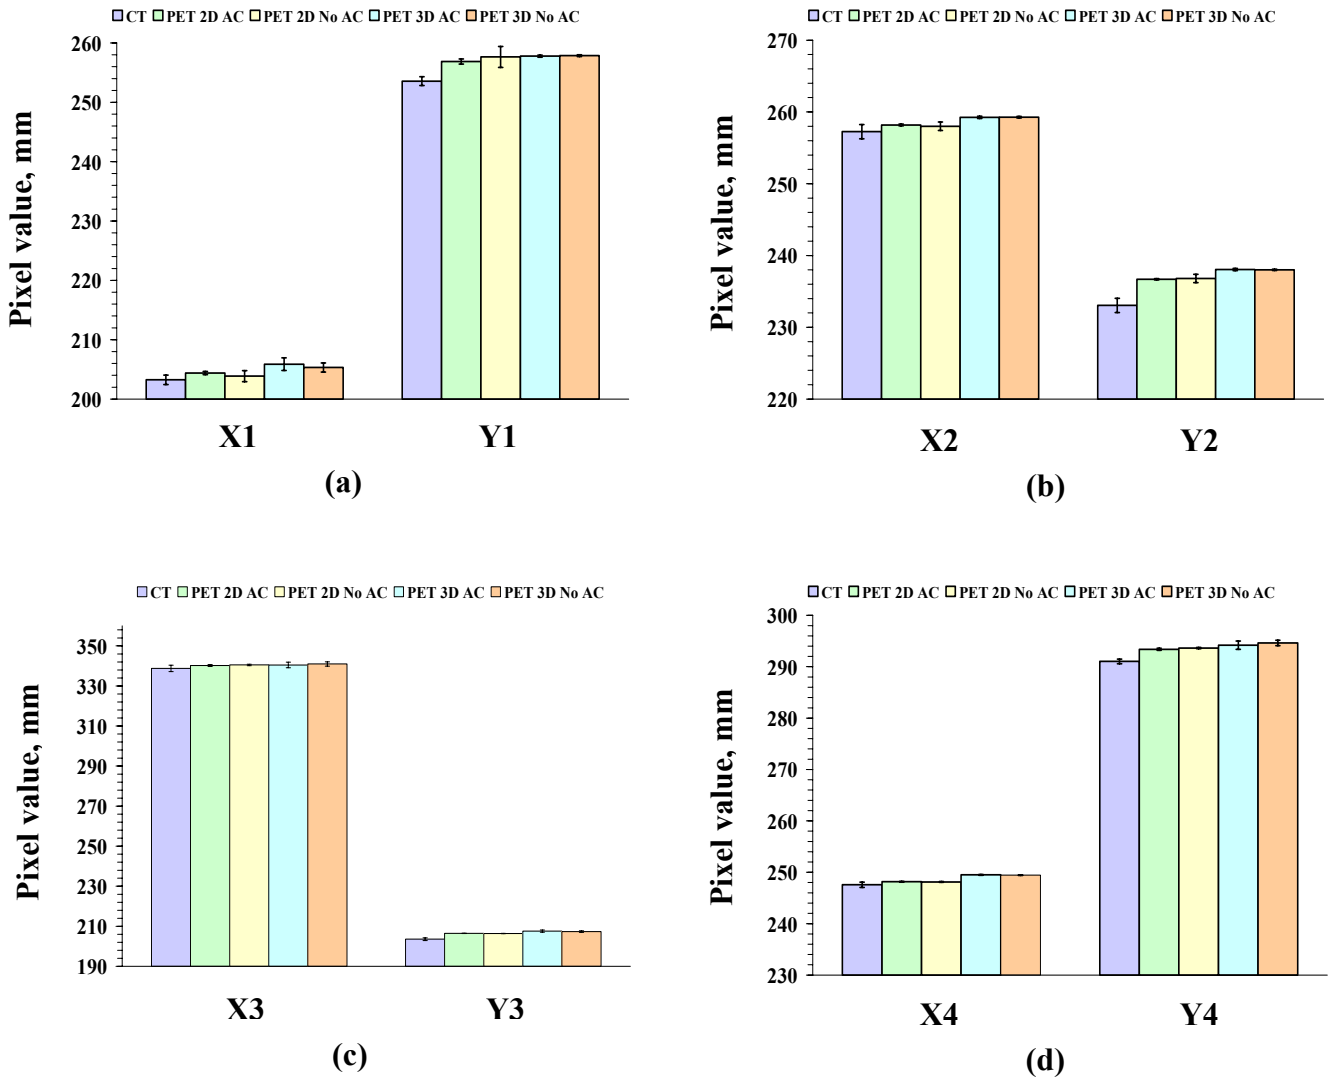 CT PET 2D AC PET 2D No AC PET 3D AC PET 3D No AC
Pixel value, mm
260
250
240
230
220
210
200
X1 Y1
(a)
CT PET 2D AC PET 2D No AC PET 3D AC PET 3D No AC
Pixel value, mm
270
260
250
240
230
220
X2 Y2
(b)
CT PET 2D AC PET 2D No AC PET 3D AC PET 3D No AC
Pixel value, mm
350
330
310
290
270
250
230
210
190
X3 Y3
(c)
CT PET 2D AC PET 2D No AC PET 3D AC PET 3D No AC
Pixel value, mm
300
290
280
270
260
250
240
230
X4 Y4
(d)